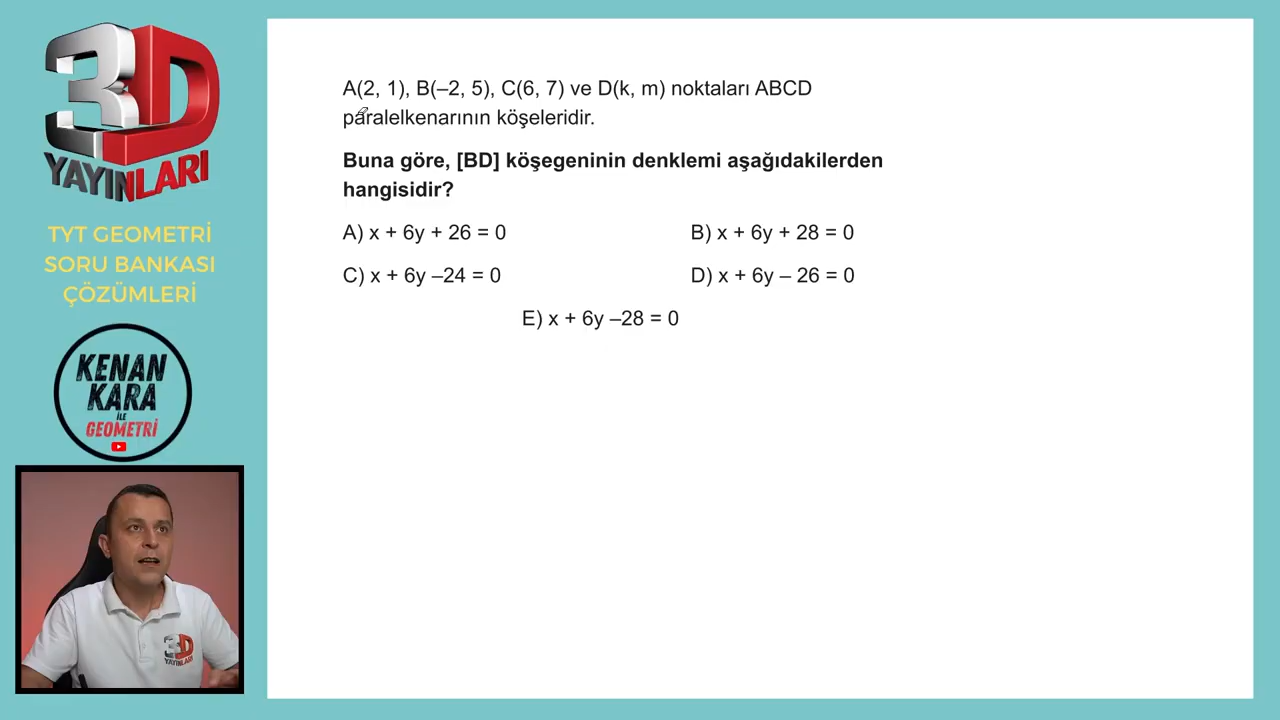 3D
YAYINLARI
TYT GEOMETRİ
SORU BANKASI
ÇÖZÜMLERİ
KENAN
KARA
İLE
GEOMETRİ
3D
YAYINLARI
A(2, 1), B(–2, 5), C(6, 7) ve D(k, m) noktaları ABCD
paralelkenarının köşeleridir.
Buna göre, [BD] köşegeninin denklemi aşağıdakilerden
hangisidir?
A) x + 6y + 26 = 0
B) x + 6y + 28 = 0
C) x + 6y –24 = 0
D) x + 6y – 26 = 0
E) x + 6y –28 = 0